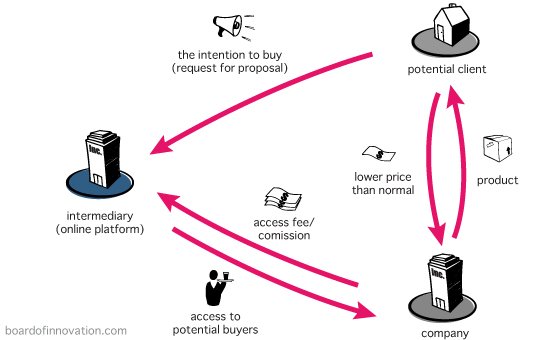 the intention to buy
(request for proposal)
potential client
Inc.
intermediary
(online platform)
lower price
than normal
product
access fee/
comission
access to
potential buyers
Inc.
company
boardofinnovation.com